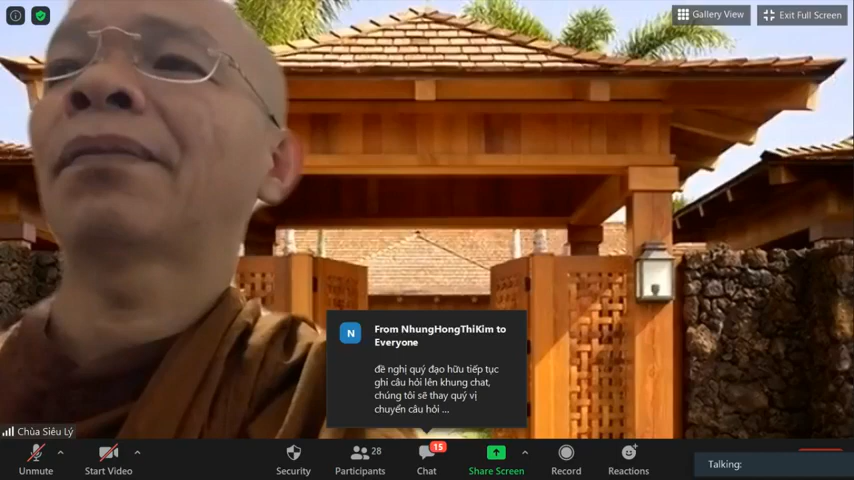 Gallery View
Exit Full Screen
N
From NhungHongThiKim to
Everyone
đề nghị quý đạo hữu tiếp tục
ghi câu hỏi lên khung chat,
chúng tôi sẽ thay quý vị
chuyển câu hỏi ...
Chùa Siêu Lý
Unmute
Start Video
Security
28
Participants
15
Chat
Share Screen
Record
Reactions
Talking: